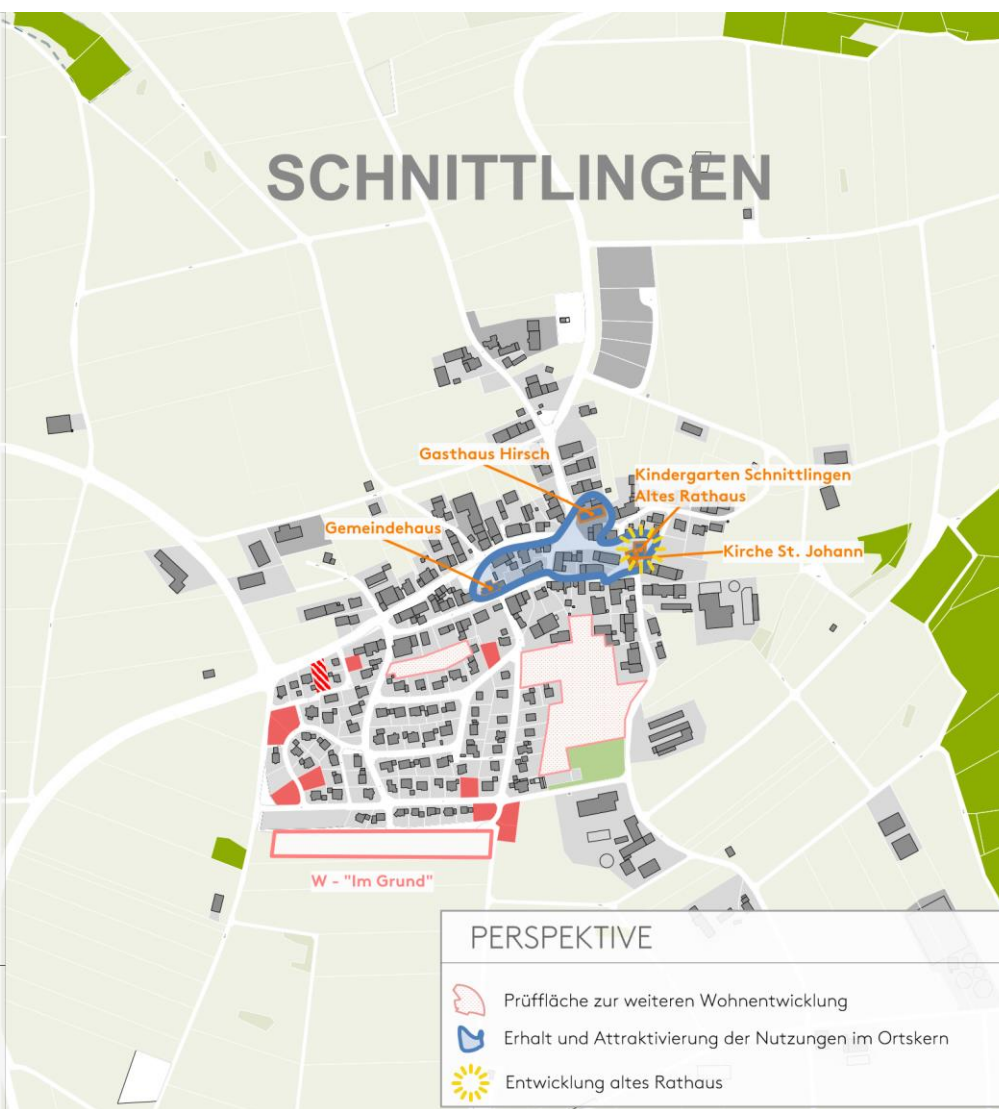 SCHNITTLINGEN
Gasthaus Hirsch
Kindergarten Schnittlingen
Altes Rathaus
Gemeindehaus
Kirche St. Johann
W - "Im Grund"
PERSPEKTIVE
Prüffläche zur weiteren Wohnentwicklung
Erhalt und Attraktivierung der Nutzungen im Ortskern
Entwicklung altes Rathaus